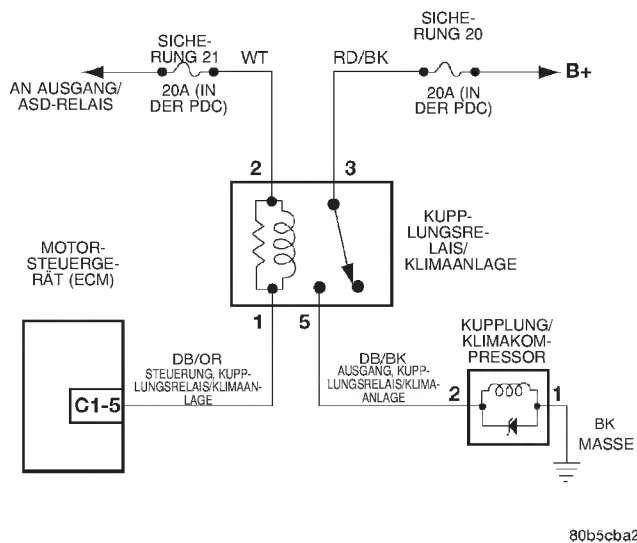 SICHE-
RUNG 21
WT
AN AUSGANG/
ASD-RELAIS
20A (IN
DER PDC)
SICHE-
RUNG 20
RD/BK
B+
20A (IN
DER PDC)
2
3
KUPP-
LUNGSRE-
LAIS/
KLIMAANLAGE
1
5
MOTOR-
STEUERGE-
RÄT (ECM)
C1-5
DB/OR
STEUERUNG, KUPP-
LUNGSRELAIS/KLIMAAN-
LAGE
DB/BK
AUSGANG, KUPP-
LUNGSRELAIS/KLIMA-
ANLAGE
KUPPLUNG/
KLIMAKOM-
PRESSOR
2
1
BK
MASSE
80b5cba2